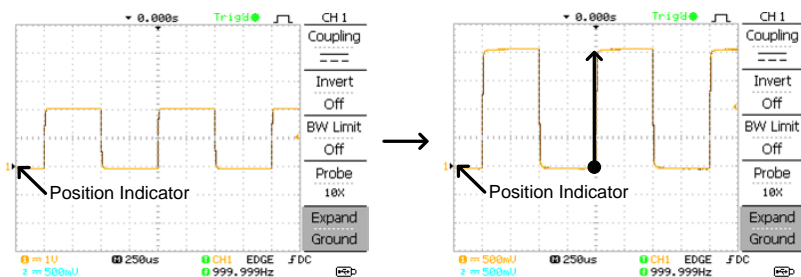 0.000s Trig'd CH 1
Coupling
Invert
Off
BW Limit
Off
Probe
10X
Expand
Ground
1
Position Indicator
1 1V M 250us T CH1 EDGE DC
2 500mV T 999.999Hz
0.000s Trig'd CH 1
Coupling
Invert
Off
BW Limit
Off
Probe
10X
Expand
Ground
1
Position Indicator
1 500mV M 250us T CH1 EDGE DC
2 500mV T 999.999Hz